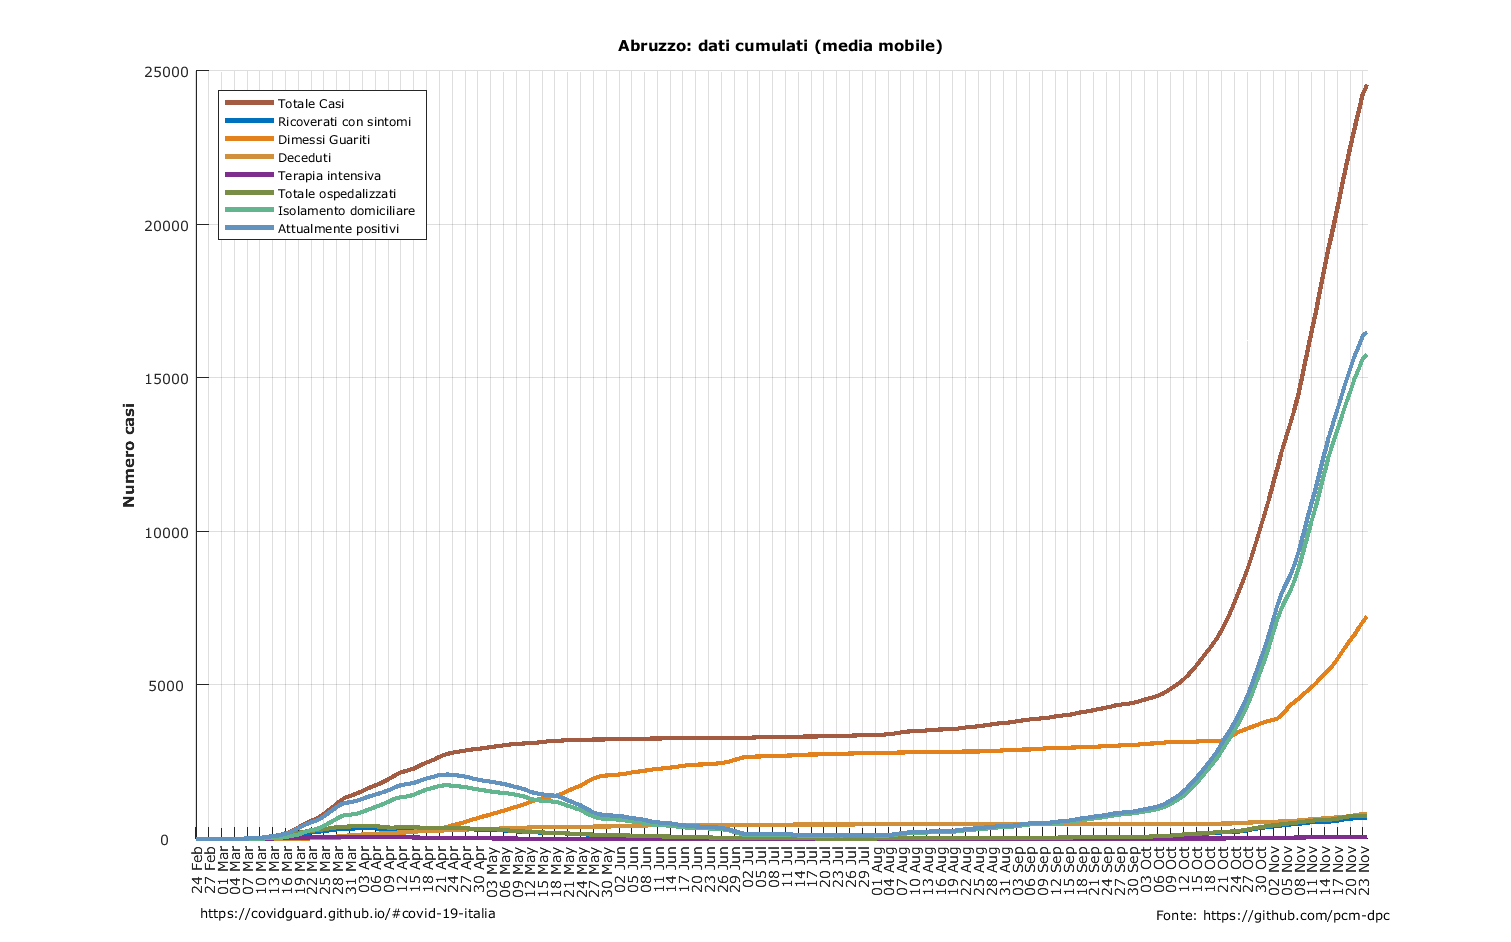 Abruzzo: dati cumulati (media mobile)
25000
20000
15000
10000
5000
0
Numero casi
Totale Casi
Ricoverati con sintomi
Dimessi Guariti
Deceduti
Terapia intensiva
Totale ospedalizzati
Isolamento domiciliare
Attualmente positivi
24 Feb
27 Feb
01 Mar
04 Mar
07 Mar
10 Mar
13 Mar
16 Mar
19 Mar
22 Mar
25 Mar
28 Mar
31 Mar
03 Apr
06 Apr
09 Apr
12 Apr
15 Apr
18 Apr
21 Apr
24 Apr
27 Apr
30 Apr
03 May
06 May
09 May
12 May
15 May
18 May
21 May
24 May
27 May
30 May
02 Jun
05 Jun
08 Jun
11 Jun
14 Jun
17 Jun
20 Jun
23 Jun
26 Jun
29 Jun
02 Jul
05 Jul
08 Jul
11 Jul
14 Jul
17 Jul
20 Jul
23 Jul
26 Jul
29 Jul
01 Aug
04 Aug
07 Aug
10 Aug
13 Aug
16 Aug
19 Aug
22 Aug
25 Aug
28 Aug
31 Aug
03 Sep
06 Sep
09 Sep
12 Sep
15 Sep
18 Sep
21 Sep
24 Sep
27 Sep
30 Sep
03 Oct
06 Oct
09 Oct
12 Oct
15 Oct
18 Oct
21 Oct
24 Oct
27 Oct
30 Oct
02 Nov
05 Nov
08 Nov
11 Nov
14 Nov
17 Nov
20 Nov
23 Nov
https://covidguard.github.io/#covid-19-italia
Fonte: https://github.com/pcm-dpc